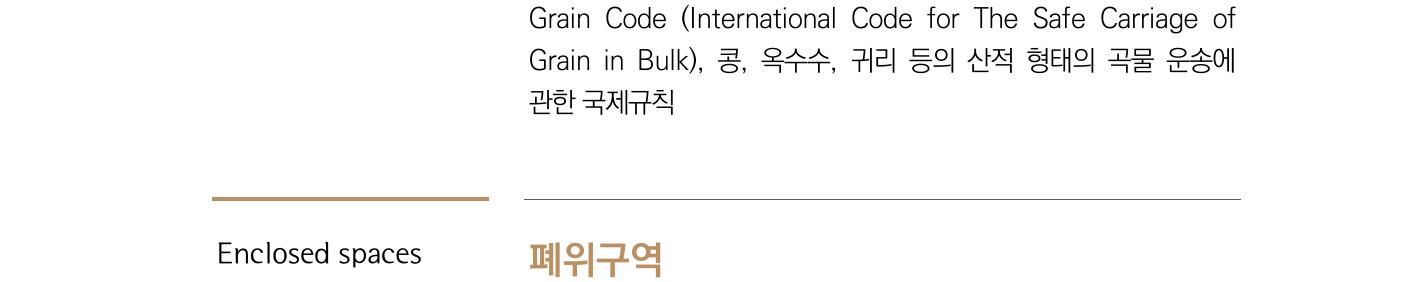 Grain Code (International Code for The Safe Carriage of
Grain in Bulk), 콩, 옥수수, 귀리 등의 산적 형태의 곡물 운송에
관한 국제규칙
Enclosed spaces
폐위구역